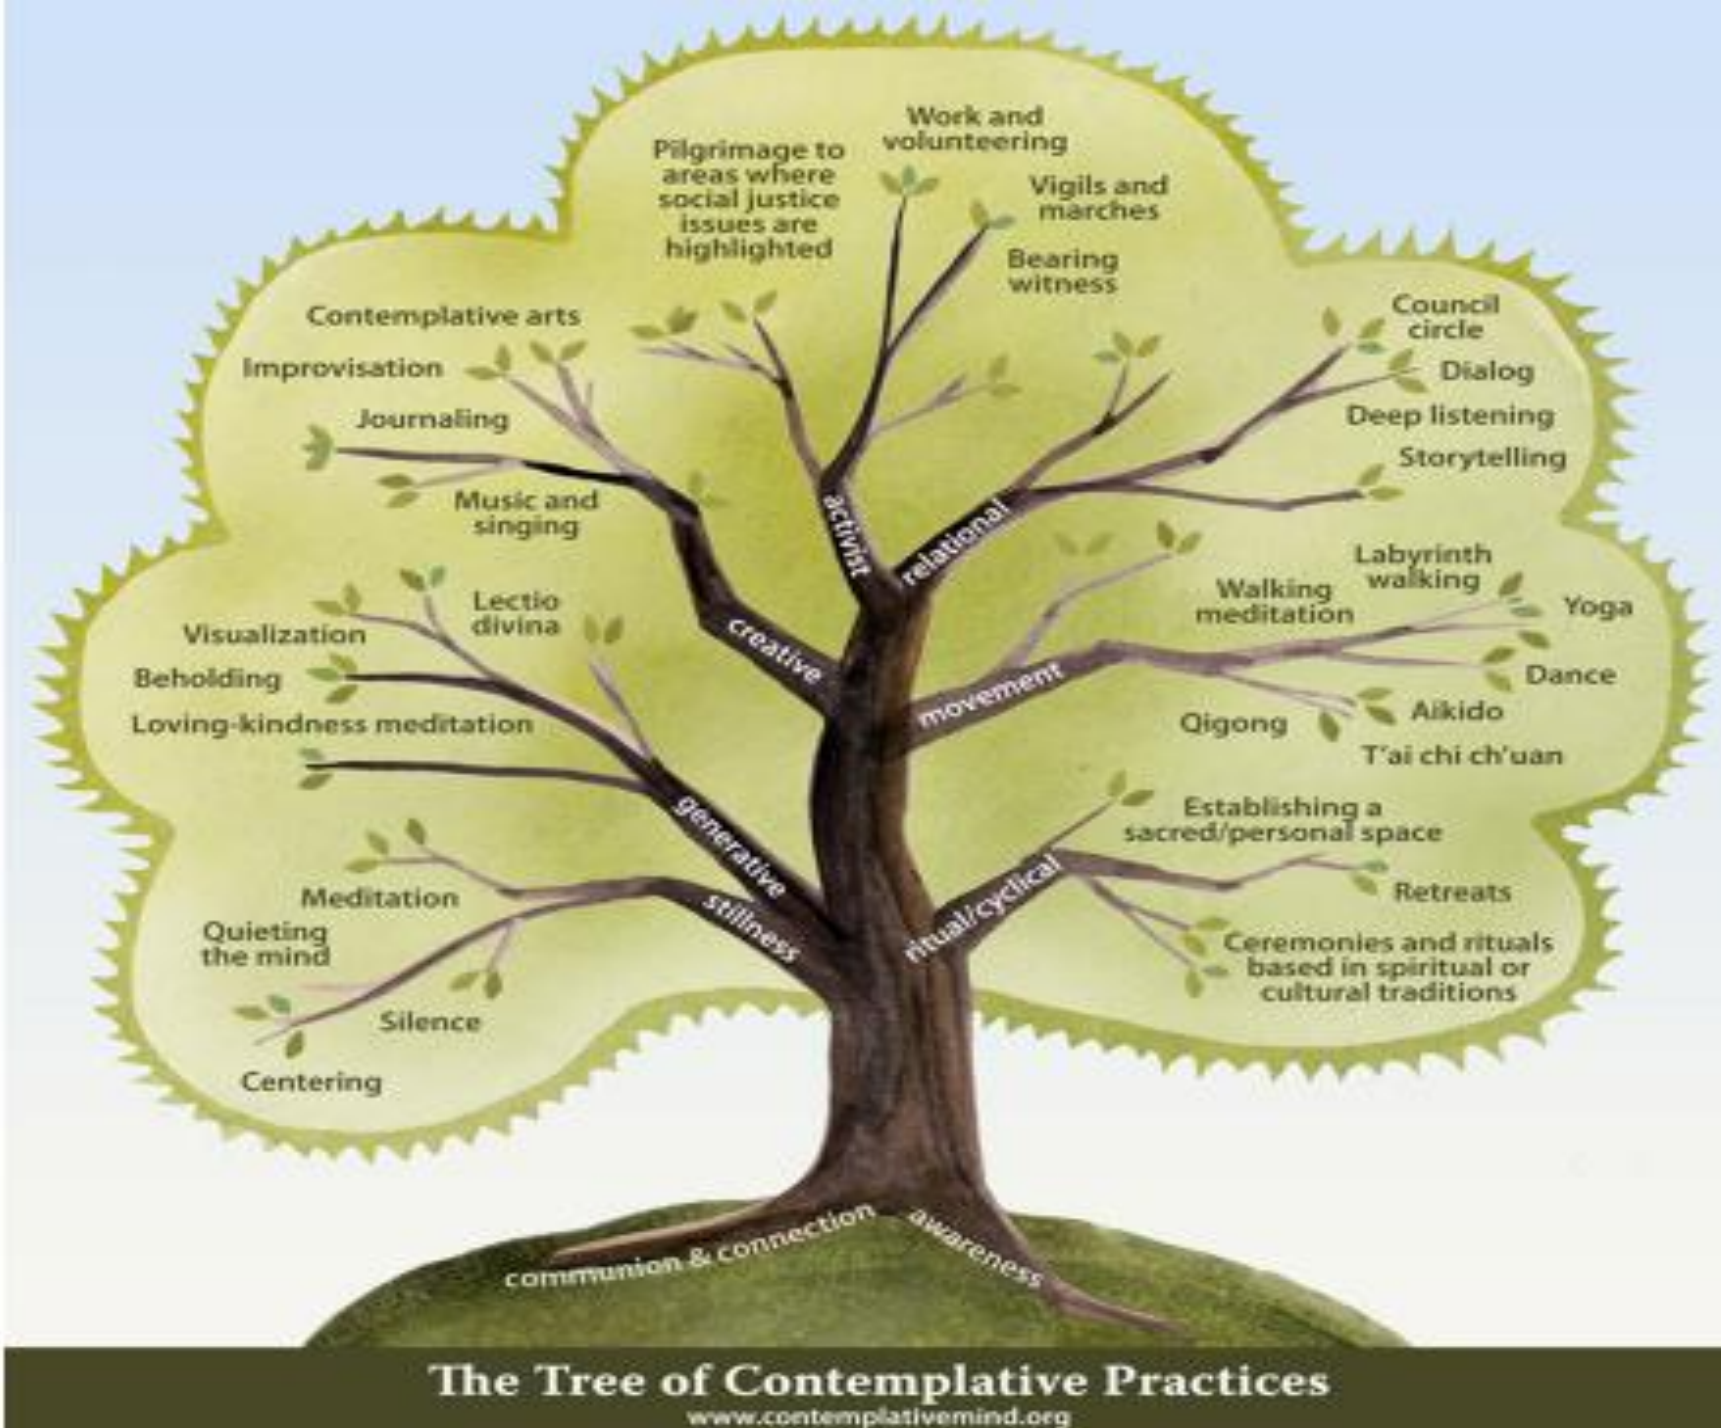 Work and
volunteering
Pilgrimage to
areas where
social justice
issues are
highlighted
Vigils and
marches
Bearing
witness
Contemplative arts
Improvisation
Journaling
Music and
singing
Council
circle
Dialog
Deep listening
Storytelling
activist
relational
Labyrinth
walking
Walking
meditation
Yoga
Dance
Aikido
Qigong
T'ai chi ch'uan
creative
movement
Lectio
divina
Visualization
Beholding
Loving-kindness meditation
generative
Establishing a
sacred/personal space
Retreats
Ceremonies and rituals
based in spiritual or
cultural traditions
ritual/cyclical
stillness
Meditation
Quieting
the mind
Silence
Centering
communion & connection
awareness
The Tree of Contemplative Practices
www.contemplativemind.org